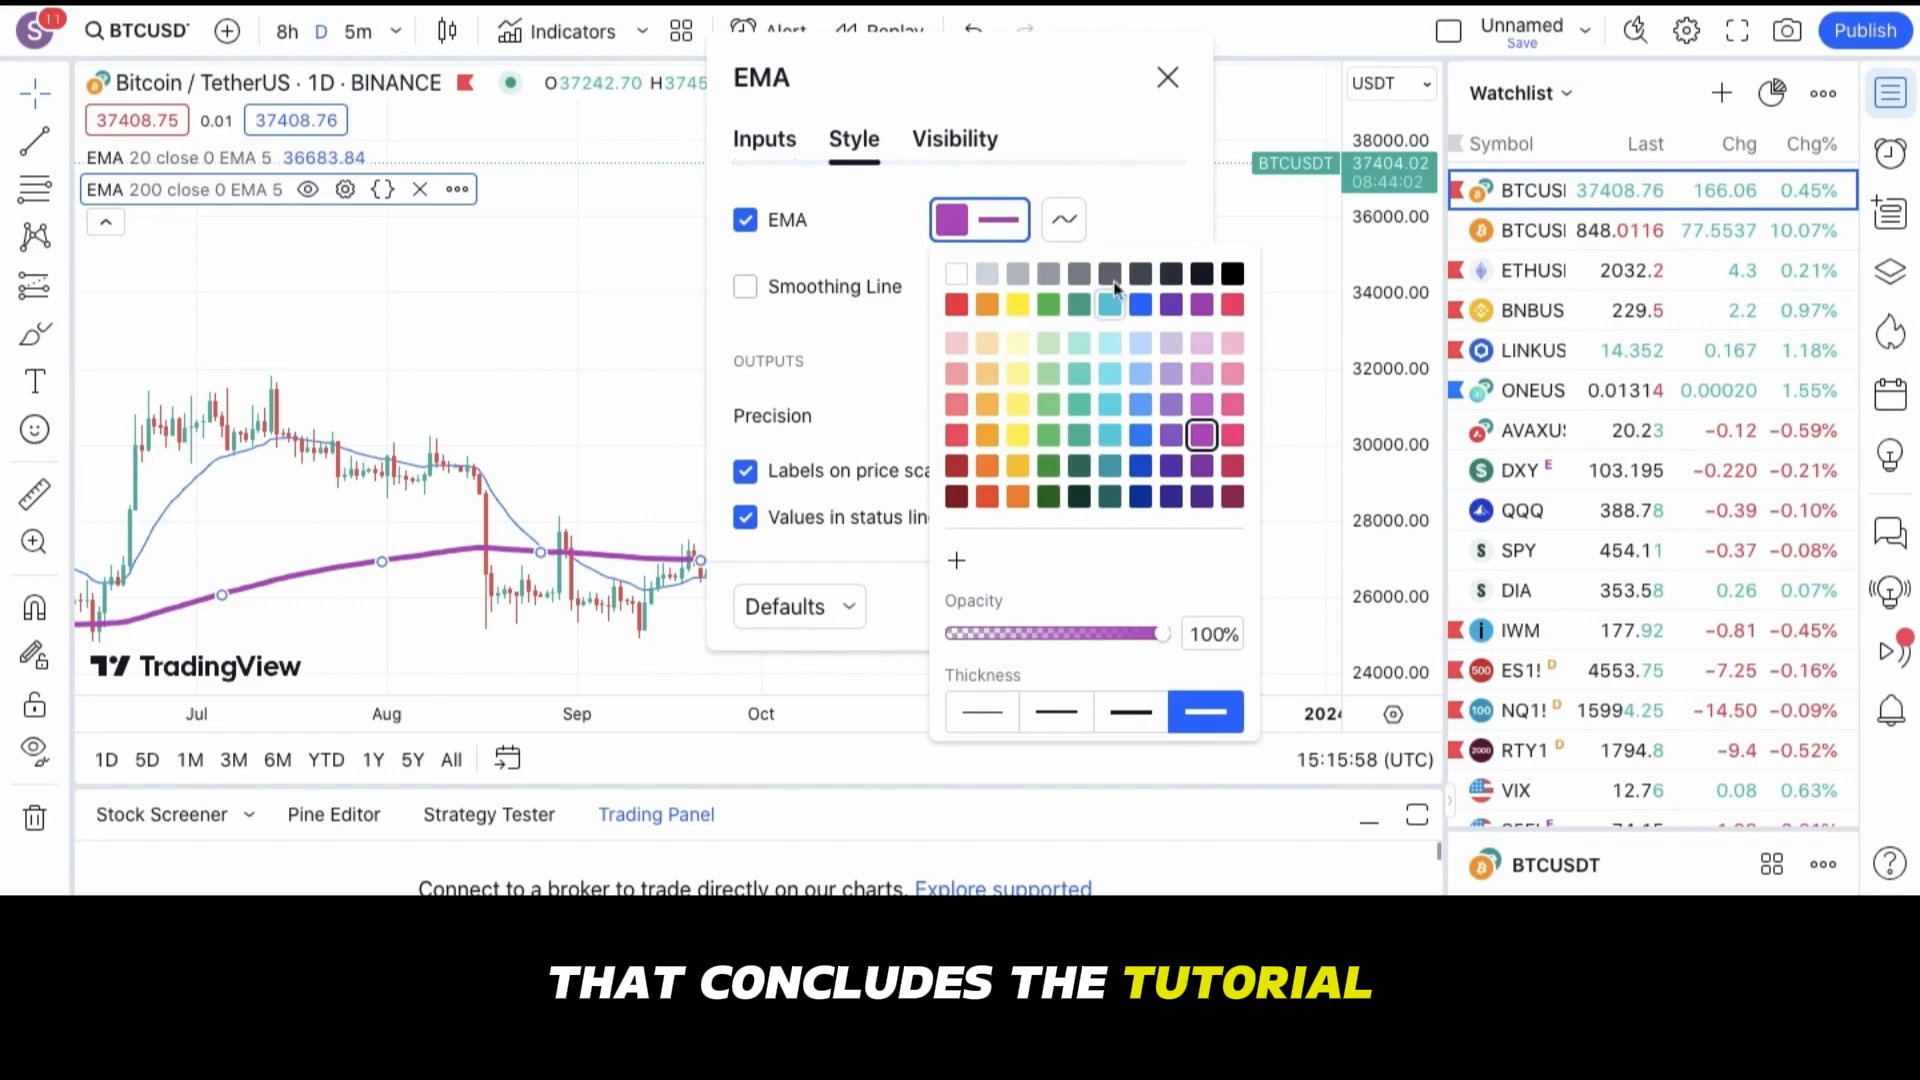 S 11 BTCUSD 8h D 5m Indicators Alert Replay Unnamed Save Publish
Bitcoin / TetherUS · 1D · BINANCE O37242.70 H3745
37408.75 0.01 37408.76
EMA 20 close 0 EMA 5 36683.84
EMA 200 close 0 EMA 5
EMA
Inputs Style Visibility
EMA
Smoothing Line
OUTPUTS
Precision
Labels on price sca
Values in status lin
Defaults
Opacity
100%
Thickness
USDT
38000.00
BTCUSDT 37404.02
08:44:02
36000.00
34000.00
32000.00
30000.00
28000.00
26000.00
24000.00
TradingView
Jul Aug Sep Oct 2024
1D 5D 1M 3M 6M YTD 1Y 5Y All 15:15:58 (UTC)
Stock Screener Pine Editor Strategy Tester Trading Panel
Connect to a broker to trade directly on our charts. Explore supported
Watchlist
Symbol Last Chg Chg%
BTCUS 37408.76 166.06 0.45%
BTCUS 848.0116 77.5537 10.07%
ETHUS 2032.2 4.3 0.21%
BNBUS 229.5 2.2 0.97%
LINKUS 14.352 0.167 1.18%
ONEUS 0.01314 0.00020 1.55%
AVAXU 20.23 −0.12 −0.59%
DXY E 103.195 −0.220 −0.21%
QQQ 388.78 −0.39 −0.10%
S SPY 454.11 −0.37 −0.08%
S DIA 353.58 0.26 0.07%
i IWM 177.92 −0.81 −0.45%
500 ES1! D 4553.75 −7.25 −0.16%
100 NQ1! D 15994.25 −14.50 −0.09%
2000 RTY1 D 1794.8 −9.4 −0.52%
VIX 12.76 0.08 0.63%
BTCUSDT
THAT CONCLUDES THE TUTORIAL